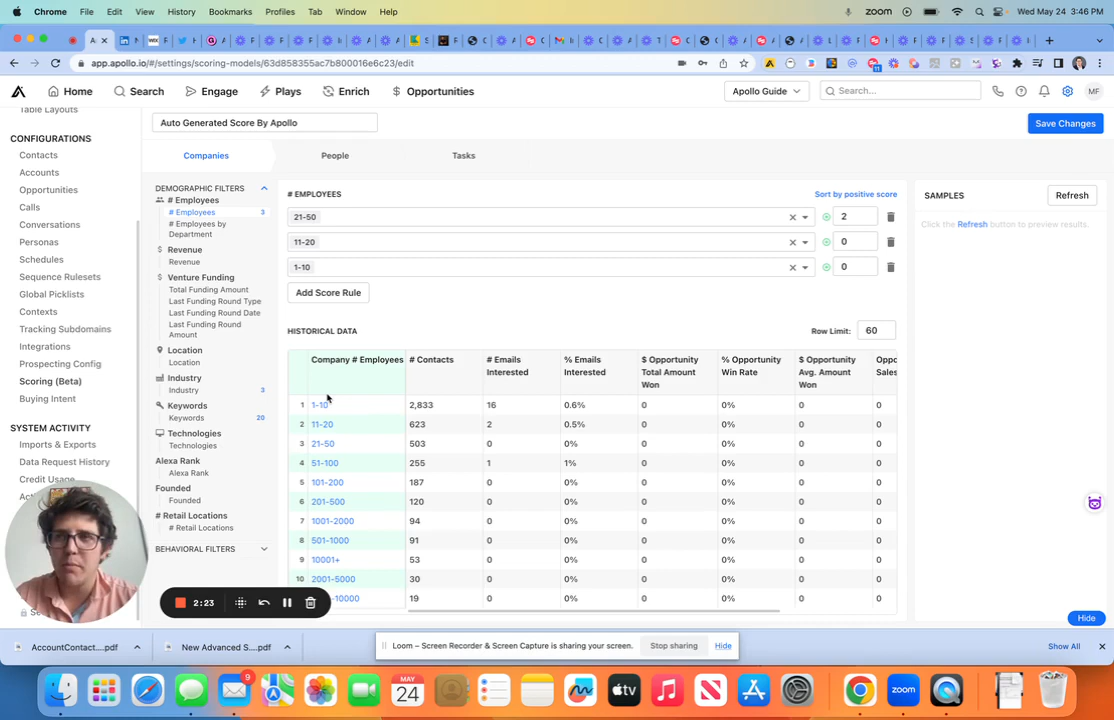 Chrome File Edit View History Bookmarks Profiles Tab Window Help zoom Wed May 24 3:46 PM
app.apollo.io/#/settings/scoring-models/63d858355ac7b800016e6c23/edit
Home Search Engage Plays Enrich Opportunities Apollo Guide Search... MF
Table Layouts
Auto Generated Score By Apollo Save Changes
CONFIGURATIONS
Contacts
Accounts
Opportunities
Calls
Conversations
Personas
Schedules
Sequence Rulesets
Global Picklists
Contexts
Tracking Subdomains
Integrations
Prospecting Config
Scoring (Beta)
Buying Intent
SYSTEM ACTIVITY
Imports & Exports
Data Request History
Credit Usage
Companies People Tasks
DEMOGRAPHIC FILTERS
# Employees
# Employees 3
# Employees by
Department
Revenue
Revenue
Venture Funding
Total Funding Amount
Last Funding Round Type
Last Funding Round Date
Last Funding Round
Amount
Location
Location
Industry
Industry 3
Keywords
Keywords 20
Technologies
Technologies
Alexa Rank
Alexa Rank
Founded
Founded
# Retail Locations
# Retail Locations
BEHAVIORAL FILTERS
# EMPLOYEES Sort by positive score
21-50 2
11-20 0
1-10 0
Add Score Rule
HISTORICAL DATA Row Limit: 60
Company # Employees # Contacts # Emails Interested % Emails Interested $ Opportunity Total Amount Won % Opportunity Win Rate $ Opportunity Avg. Amount Won Oppo Sales
1 1-10 2,833 16 0.6% 0 0% 0 0
2 11-20 623 2 0.5% 0 0% 0 0
3 21-50 503 0 0% 0 0% 0 0
4 51-100 255 1 1% 0 0% 0 0
5 101-200 187 0 0% 0 0% 0 0
6 201-500 120 0 0% 0 0% 0 0
7 1001-2000 94 0 0% 0 0% 0 0
8 501-1000 91 0 0% 0 0% 0 0
9 10001+ 53 0 0% 0 0% 0 0
10 2001-5000 30 0 0% 0 0% 0 0
-10000 19 0 0% 0 0% 0 0
SAMPLES Refresh
Click the Refresh button to preview results.
2:23
Hide
AccountContact....pdf New Advanced S....pdf Loom – Screen Recorder & Screen Capture is sharing your screen. Stop sharing Hide Show All
9 MAY 24 zoom